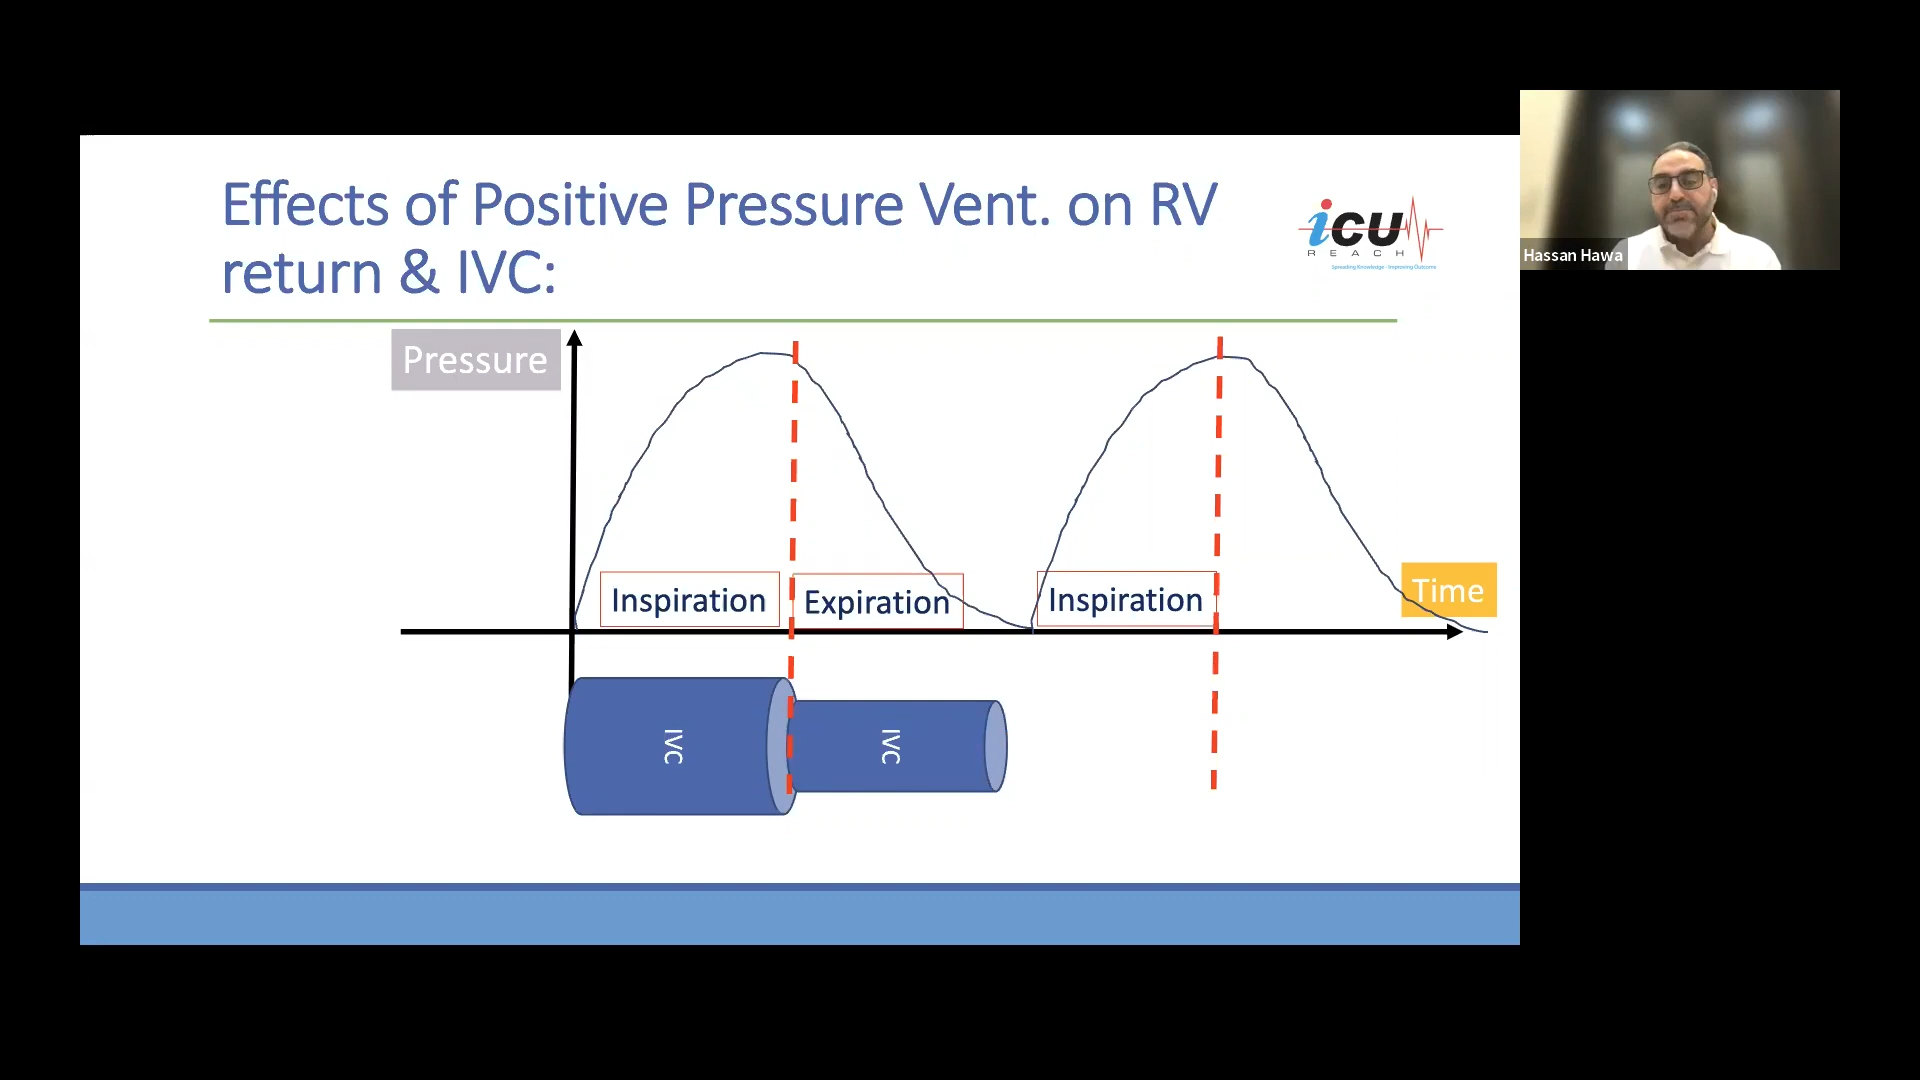 Effects of Positive Pressure Vent. on RV
return & IVC:
iCU
REACH
Spreading Knowledge - Improving Outcome
Hassan Hawa
Pressure
Inspiration
Expiration
Inspiration
Time
IVC
IVC